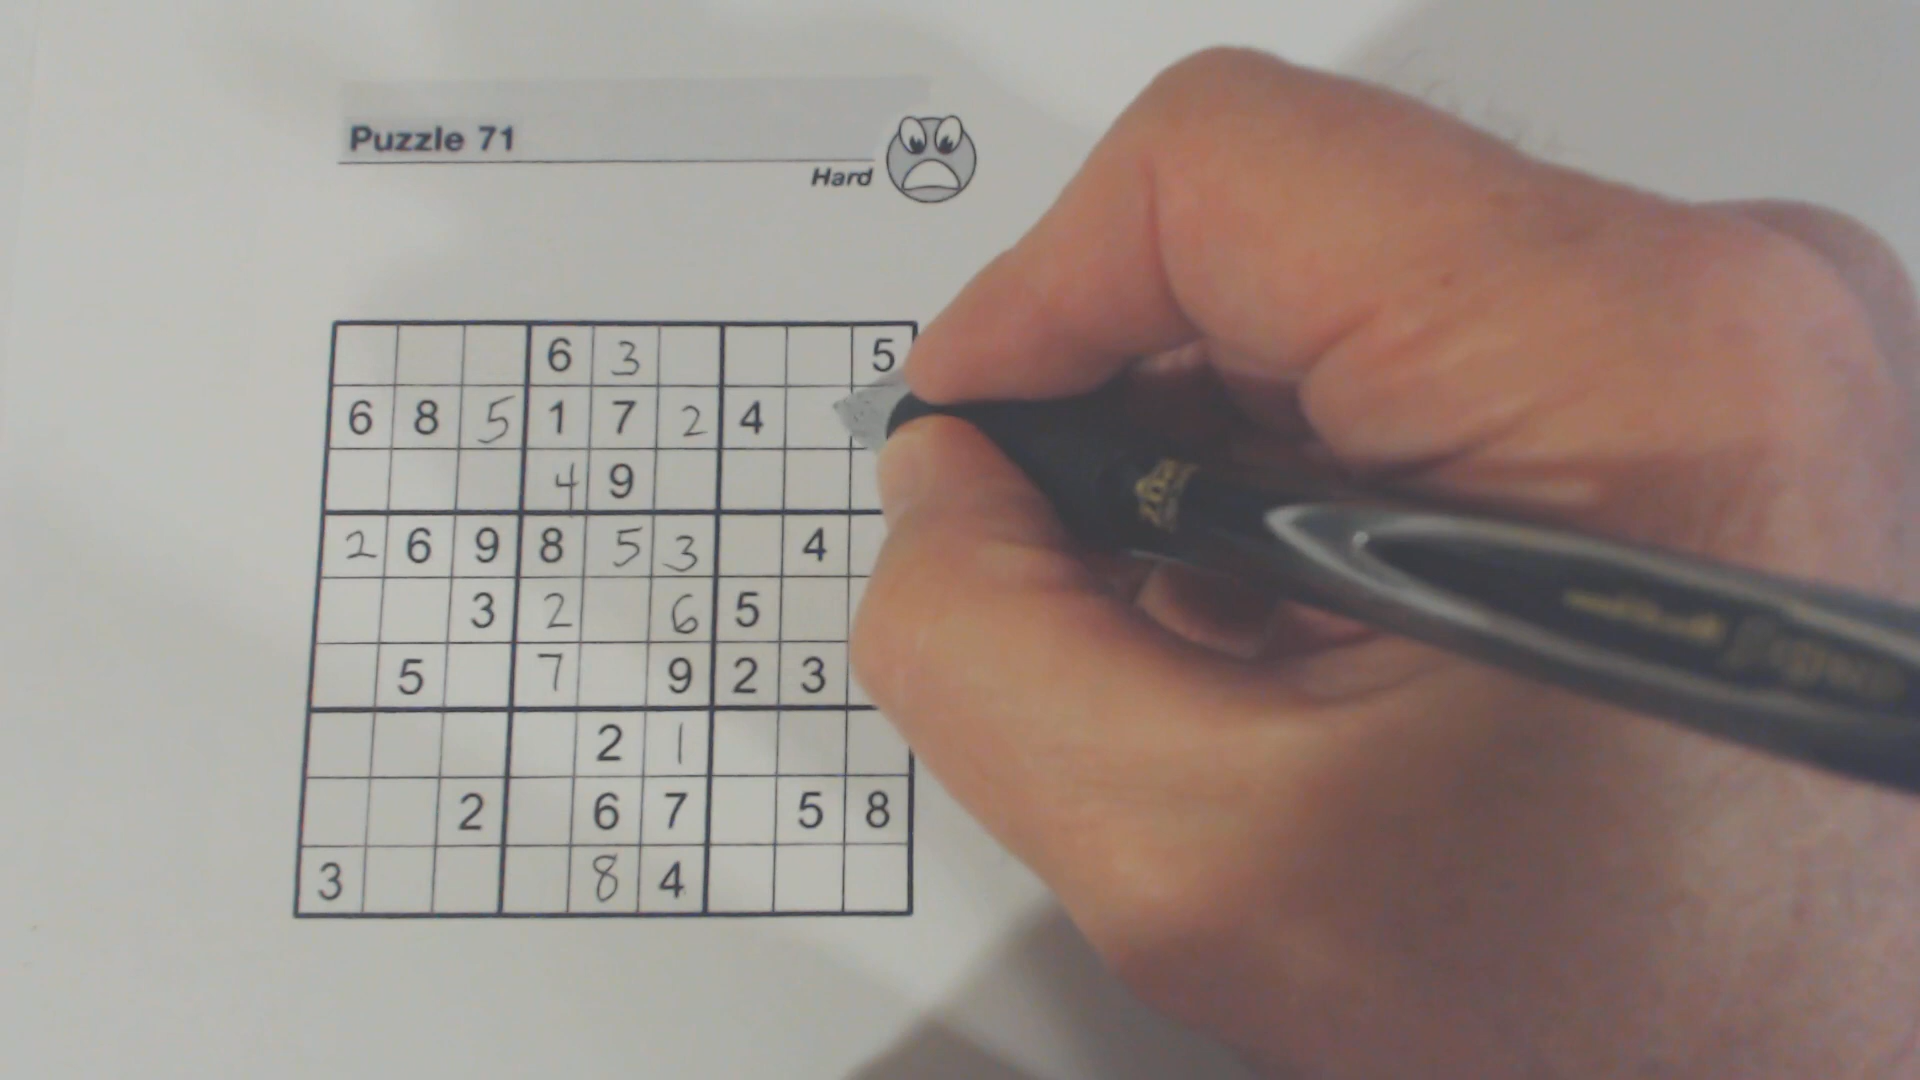 Puzzle 71
Hard
6 3 5
6 8 5 1 7 2 4
4 9
2 6 9 8 5 3 4
3 2 6 5
5 7 9 2 3
2 1
2 6 7 5 8
3 8 4